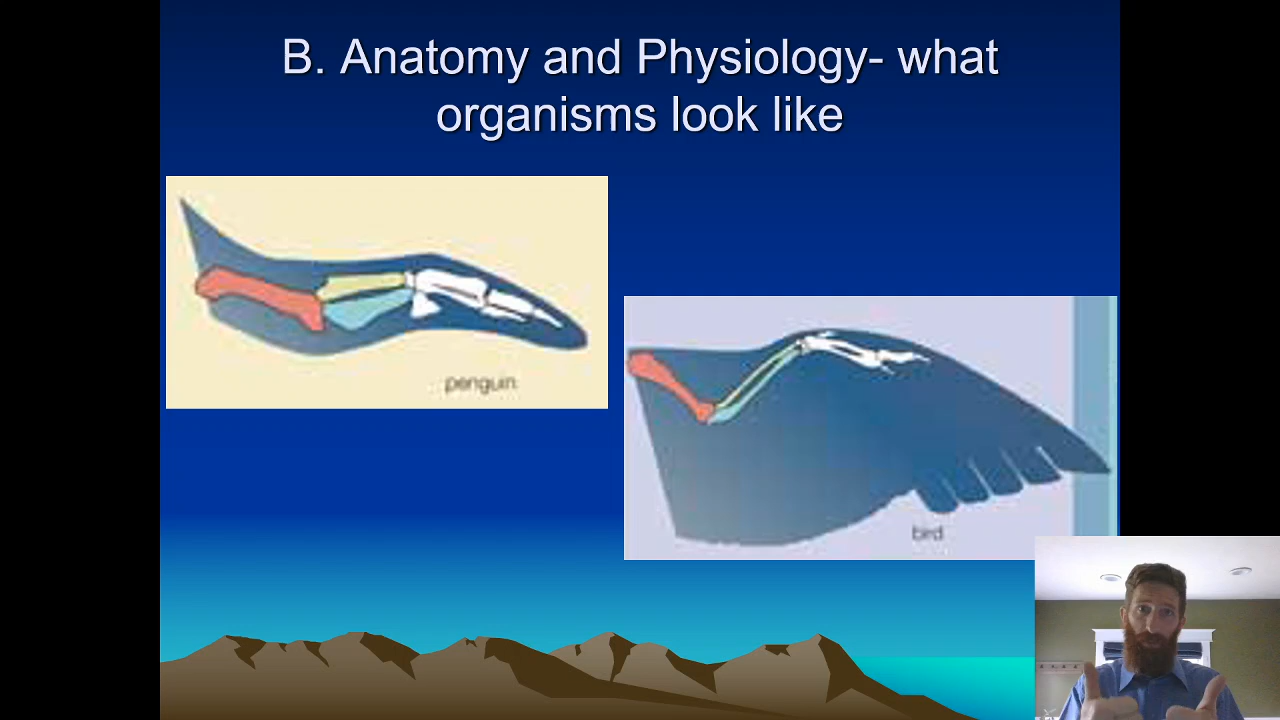 B. Anatomy and Physiology- what
organisms look like
penguin
bird